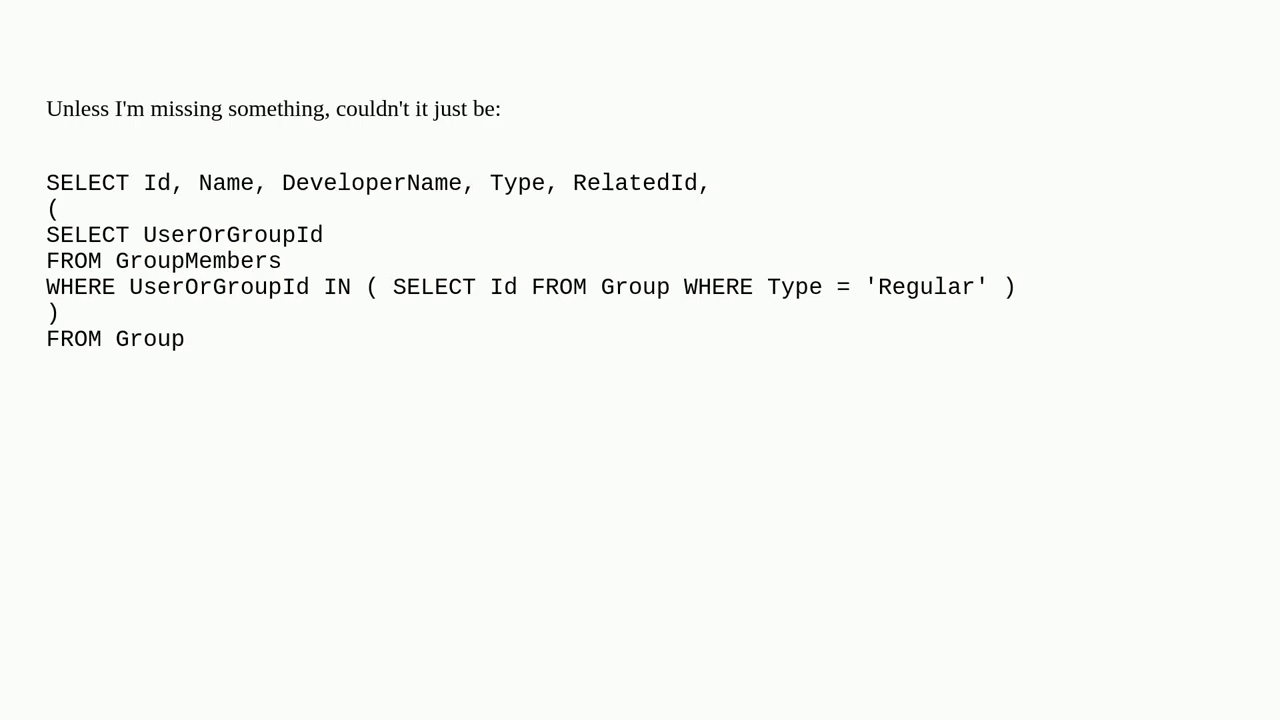 Unless I'm missing something, couldn't it just be:
SELECT Id, Name, DeveloperName, Type, RelatedId,
(
SELECT UserOrGroupId
FROM GroupMembers
WHERE UserOrGroupId IN ( SELECT Id FROM Group WHERE Type = 'Regular' )
)
FROM Group